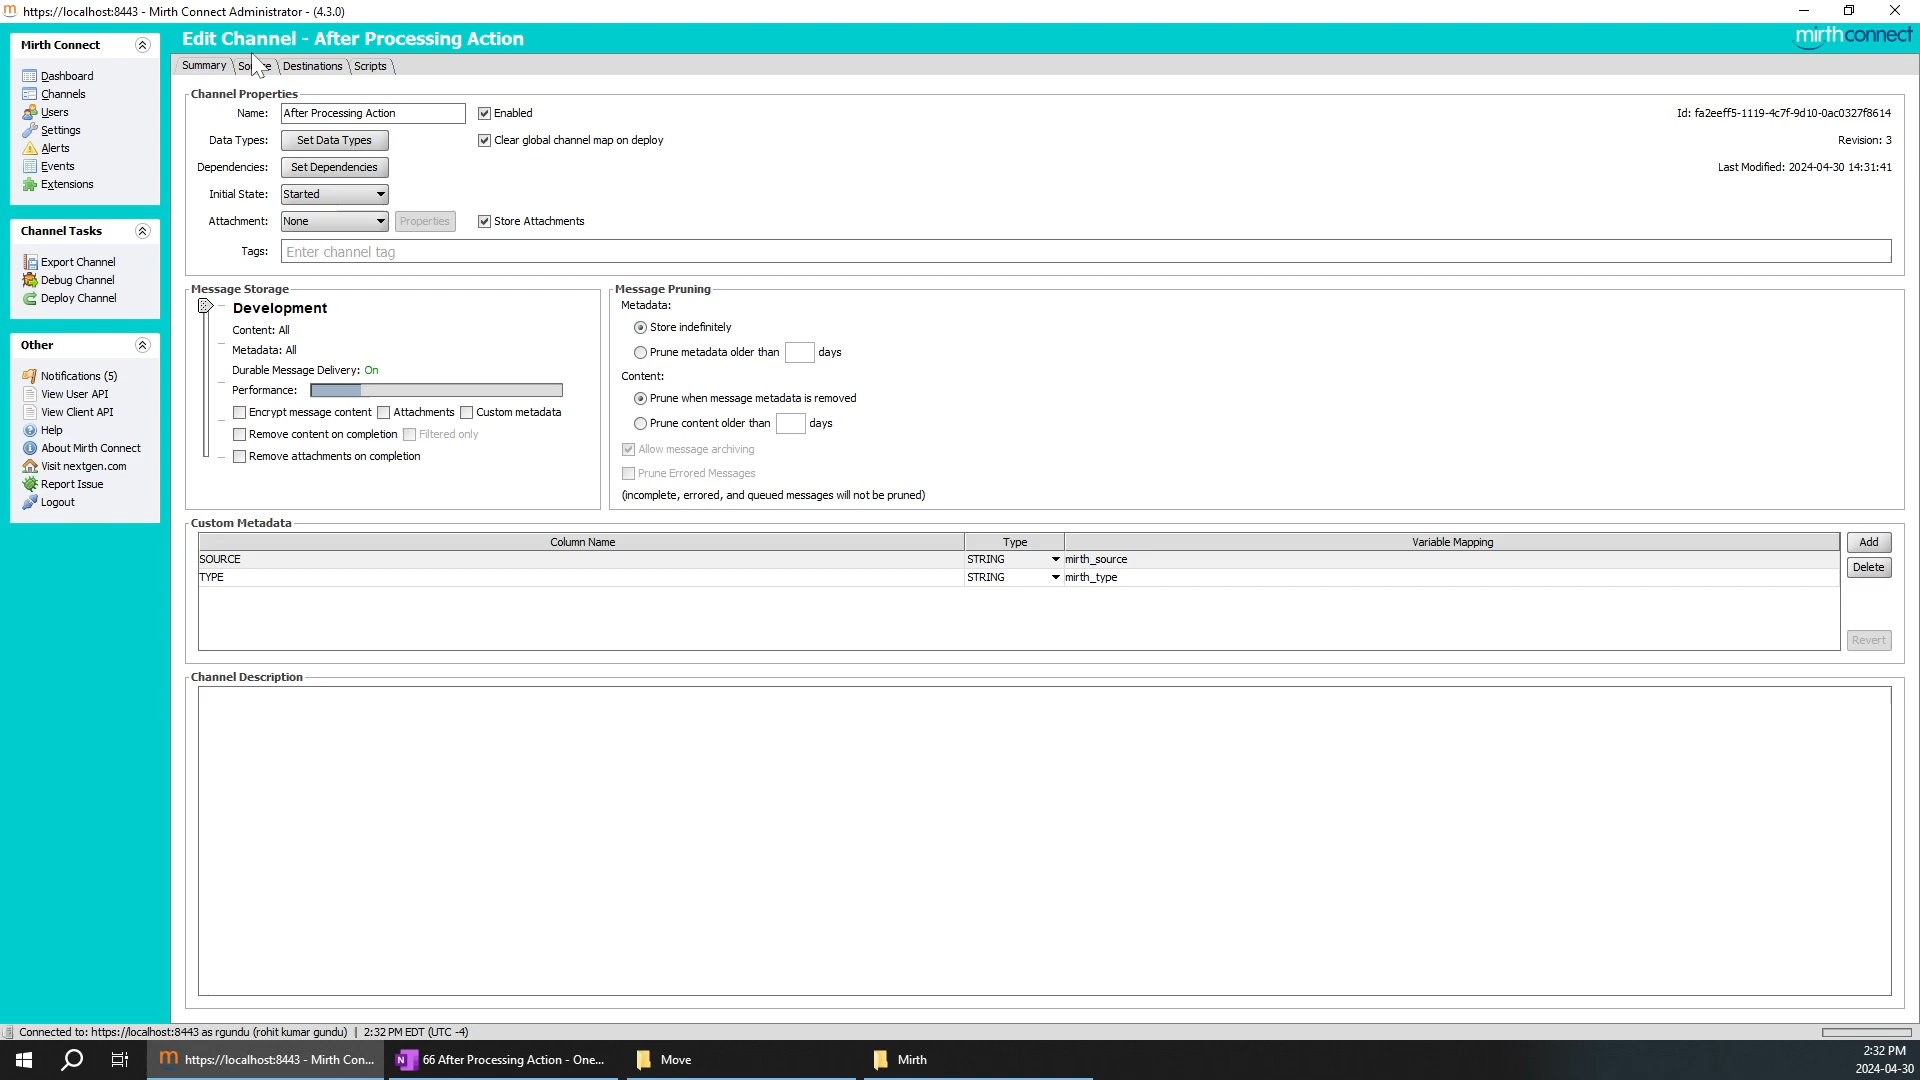 https://localhost:8443 - Mirth Connect Administrator - (4.3.0)
Mirth Connect
Dashboard
Channels
Users
Settings
Alerts
Events
Extensions
Channel Tasks
Export Channel
Debug Channel
Deploy Channel
Other
Notifications (5)
View User API
View Client API
Help
About Mirth Connect
Visit nextgen.com
Report Issue
Logout
Edit Channel - After Processing Action
mirthconnect
Summary
Destinations
Scripts
Channel Properties
Name: After Processing Action Enabled Id: fa2eeff5-1119-4c7f-9d10-0ac0327f8614
Data Types: Set Data Types Clear global channel map on deploy Revision: 3
Dependencies: Set Dependencies Last Modified: 2024-04-30 14:31:41
Initial State: Started
Attachment: None Properties Store Attachments
Tags: Enter channel tag
Message Storage
Development
Content: All
Metadata: All
Durable Message Delivery: On
Performance:
Encrypt message content Attachments Custom metadata
Remove content on completion Filtered only
Remove attachments on completion
Message Pruning
Metadata:
Store indefinitely
Prune metadata older than days
Content:
Prune when message metadata is removed
Prune content older than days
Allow message archiving
Prune Errored Messages
(incomplete, errored, and queued messages will not be pruned)
Custom Metadata
Column Name Type Variable Mapping
SOURCE STRING mirth_source
TYPE STRING mirth_type
Add
Delete
Revert
Channel Description
Connected to: https://localhost:8443 as rgundu (rohit kumar gundu) | 2:32 PM EDT (UTC -4)
https://localhost:8443 - Mirth Con...
66 After Processing Action - One...
Move
Mirth
2:32 PM
2024-04-30